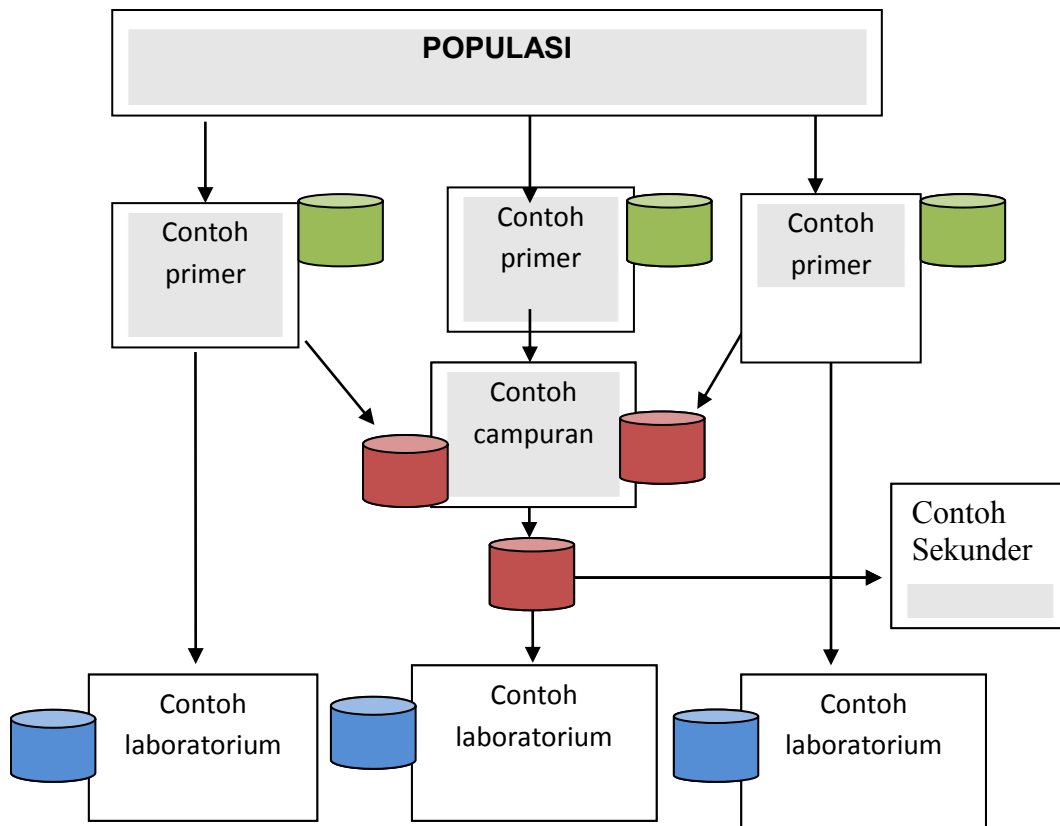 POPULASI
Contoh
primer
Contoh
primer
Contoh
primer
Contoh
campuran
Contoh
Sekunder
Contoh
laboratorium
Contoh
laboratorium
Contoh
laboratorium